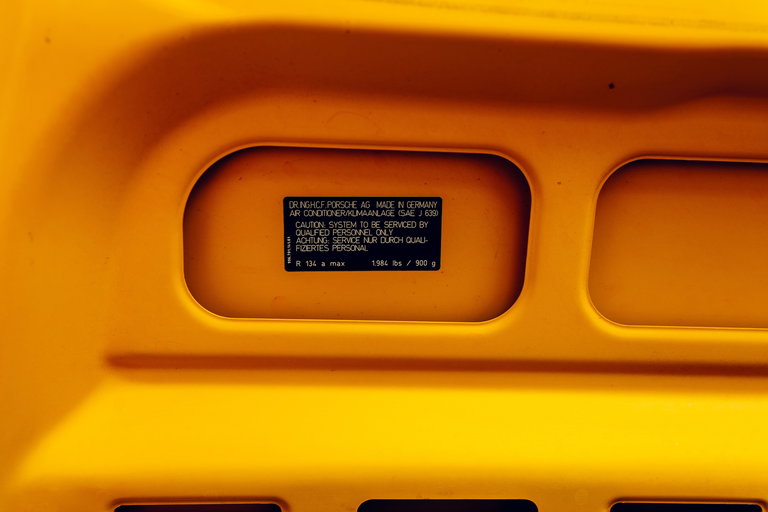 DR.ING.H.C.F. PORSCHE AG MADE IN GERMANY
AIR CONDITIONER/KLIMAANLAGE (SAE J 639)
CAUTION: SYSTEM TO BE SERVICED BY
QUALIFIED PERSONNEL ONLY
ACHTUNG: SERVICE NUR DURCH QUALI-
FIZIERTES PERSONAL
R 134 a max 1.984 lbs / 900 g